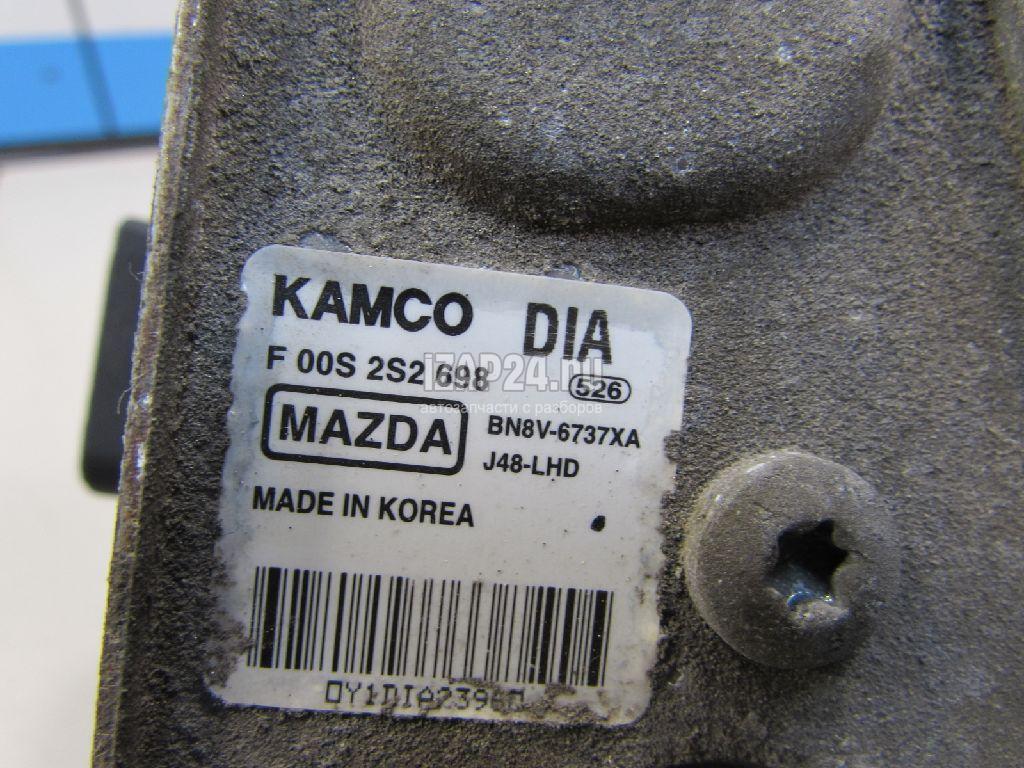 KAMCO DIA
F 00S 2S2 698 526
iZAP24.ru
автозапчасти с разборов
MAZDA BN8V-6737XA
J48-LHD
MADE IN KOREA